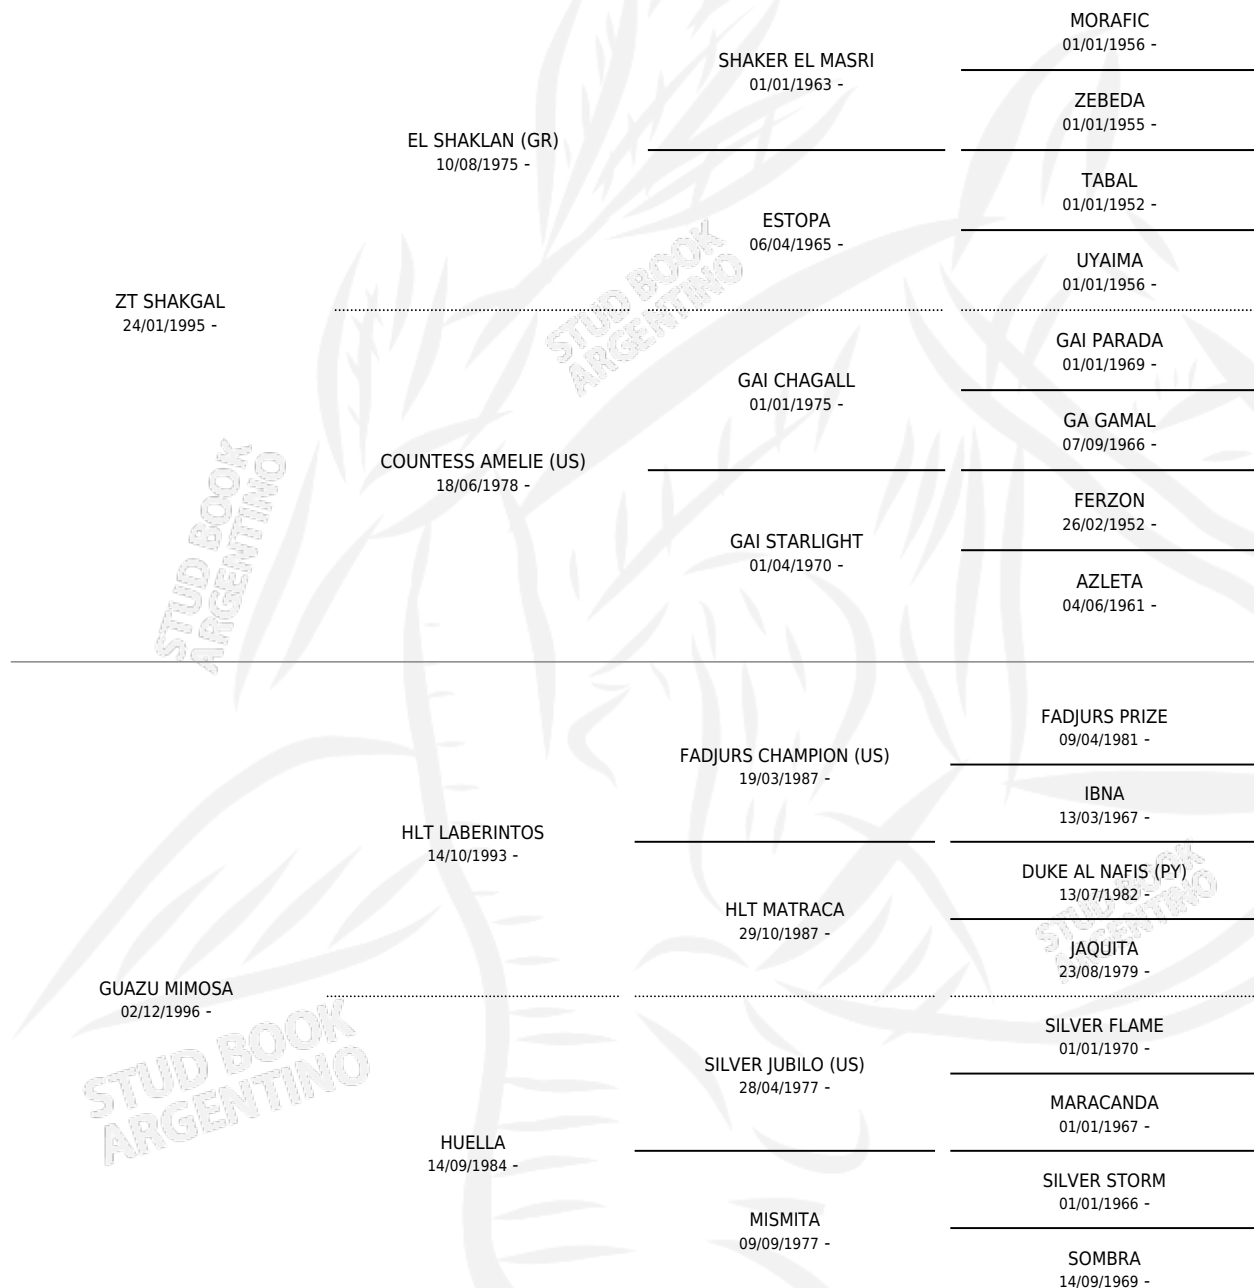 MORAFIC
01/01/1956 -
SHAKER EL MASRI
01/01/1963 -
ZEBEDA
01/01/1955 -
EL SHAKLAN (GR)
10/08/1975 -
TABAL
01/01/1952 -
ESTOPA
06/04/1965 -
UYAIMA
01/01/1956 -
ZT SHAKGAL
24/01/1995 -
STUD BOOK
ARGENTINO
GAI PARADA
01/01/1969 -
GAI CHAGALL
01/01/1975 -
GA GAMAL
07/09/1966 -
COUNTESS AMELIE (US)
18/06/1978 -
FERZON
26/02/1952 -
GAI STARLIGHT
01/04/1970 -
AZLETA
04/06/1961 -
STUD BOOK
ARGENTINO
FADJURS PRIZE
09/04/1981 -
FADJURS CHAMPION (US)
19/03/1987 -
IBNA
13/03/1967 -
HLT LABERINTOS
14/10/1993 -
DUKE AL NAFIS (PY)
13/07/1982 -
HLT MATRACA
29/10/1987 -
STUD BOOK
ARGENTINO
JAQUITA
23/08/1979 -
GUAZU MIMOSA
02/12/1996 -
SILVER FLAME
01/01/1970 -
SILVER JUBILO (US)
28/04/1977 -
STUD BOOK
ARGENTINO
MARACANDA
01/01/1967 -
HUELLA
14/09/1984 -
SILVER STORM
01/01/1966 -
MISMITA
09/09/1977 -
SOMBRA
14/09/1969 -